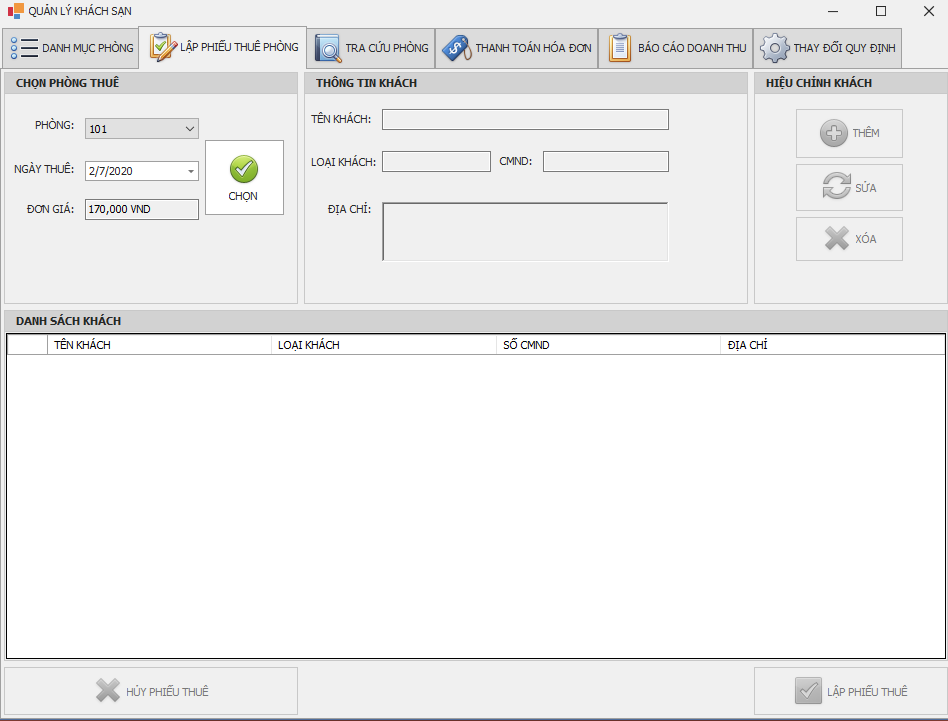 QUẢN LÝ KHÁCH SẠN
DANH MỤC PHÒNG
LẬP PHIẾU THUÊ PHÒNG
TRA CỨU PHÒNG
THANH TOÁN HÓA ĐƠN
BÁO CÁO DOANH THU
THAY ĐỔI QUY ĐỊNH
CHỌN PHÒNG THUÊ
PHÒNG: 101
NGÀY THUÊ: 2/7/2020
ĐƠN GIÁ: 170,000 VND
CHỌN
THÔNG TIN KHÁCH
TÊN KHÁCH:
LOẠI KHÁCH: CMND:
ĐỊA CHỈ:
HIỆU CHỈNH KHÁCH
THÊM
SỬA
XÓA
DANH SÁCH KHÁCH
TÊN KHÁCH LOẠI KHÁCH SỐ CMND ĐỊA CHỈ
HỦY PHIẾU THUÊ
LẬP PHIẾU THUÊ